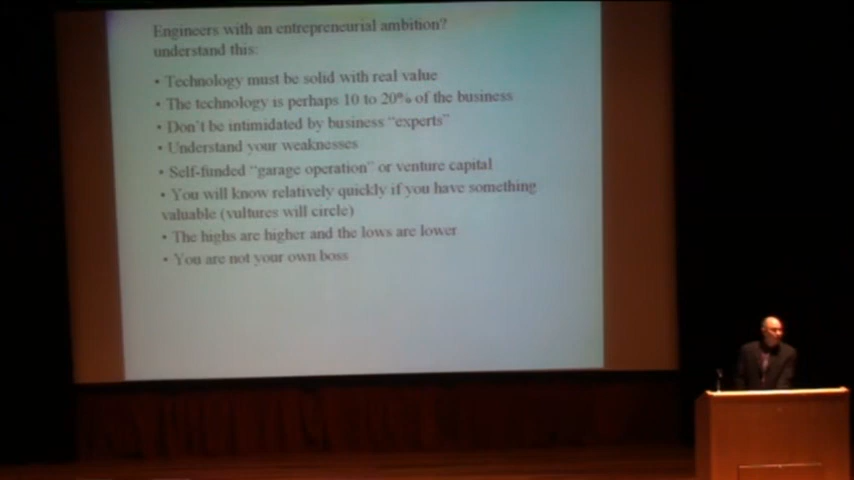 Engineers with an entrepreneurial ambition?
understand this:
• Technology must be solid with real value
• The technology is perhaps 10 to 20% of the business
• Don't be intimidated by business "experts"
• Understand your weaknesses
• Self-funded "garage operation" or venture capital
• You will know relatively quickly if you have something
valuable (vultures will circle)
• The highs are higher and the lows are lower
• You are not your own boss